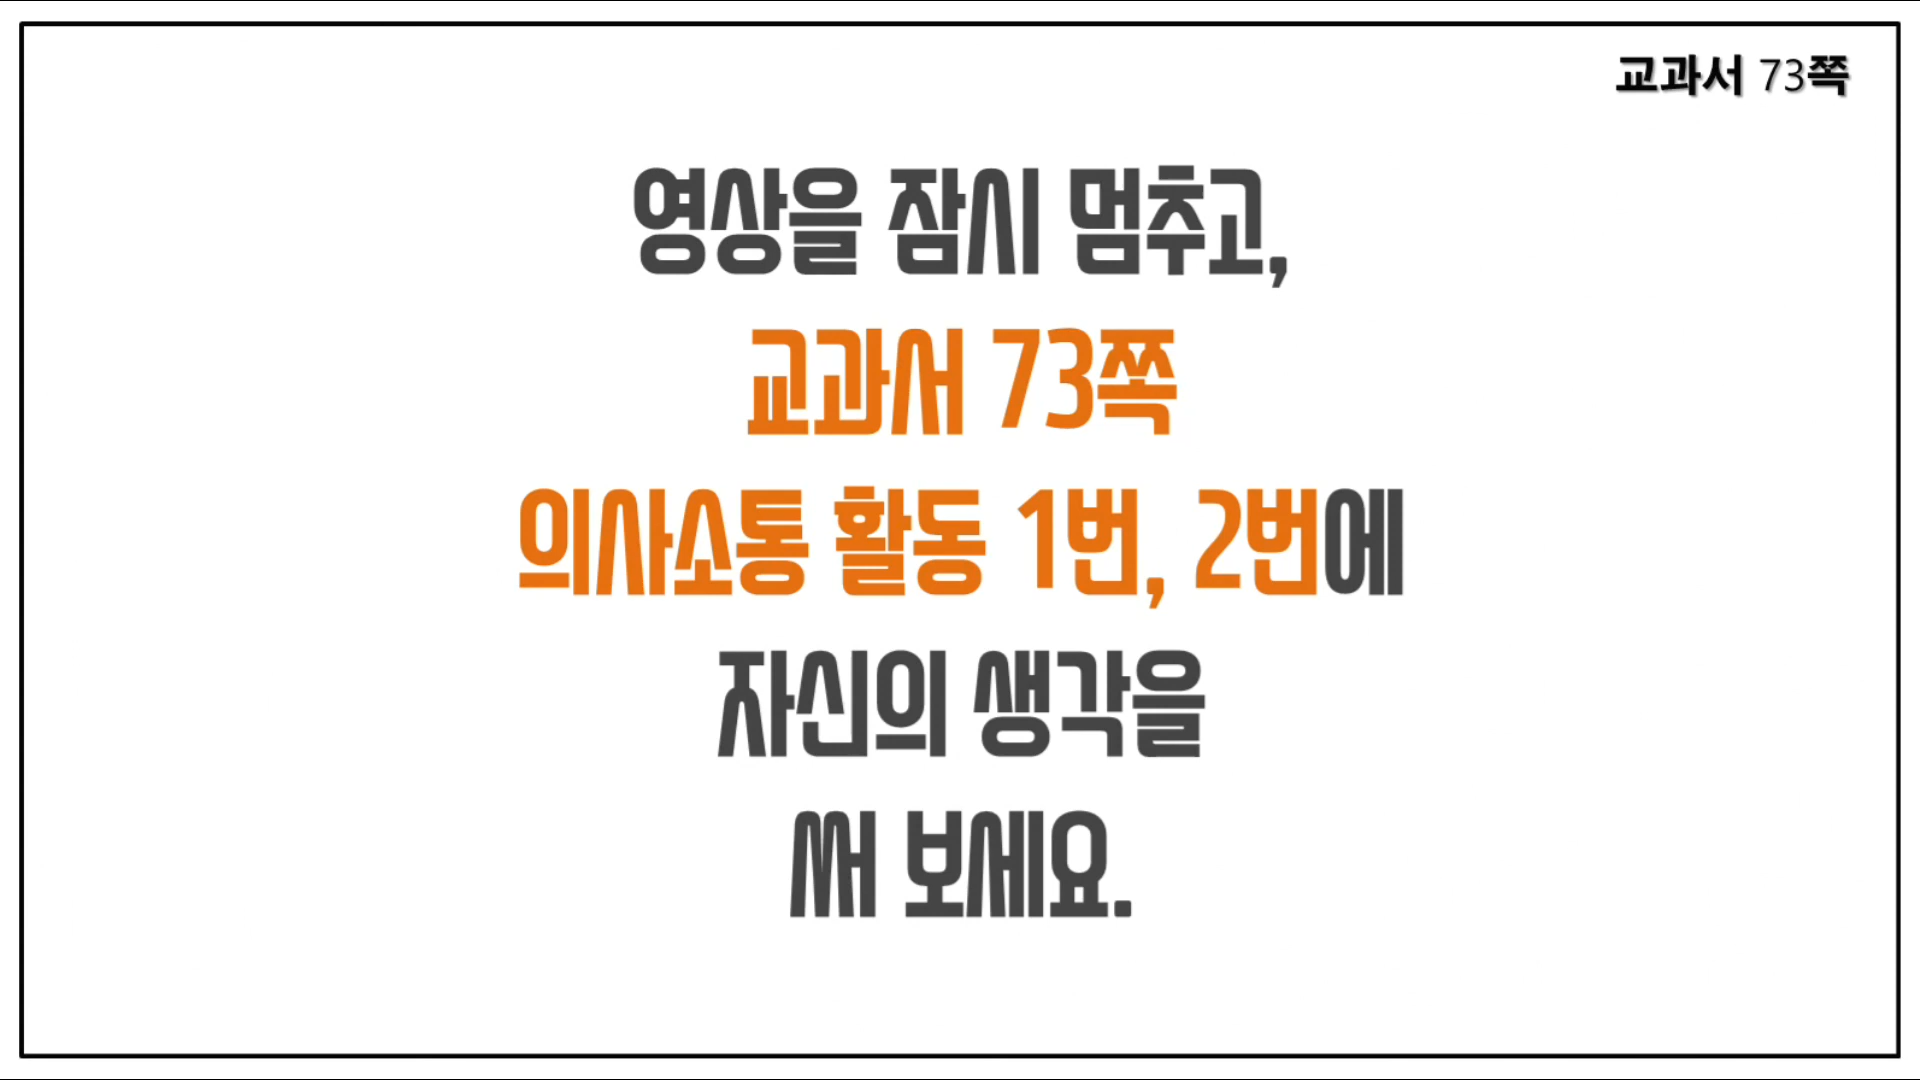 교과서 73쪽
영상을 잠시 멈추고,
교과서 73쪽
의사소통 활동 1번, 2번에
자신의 생각을
써 보세요.